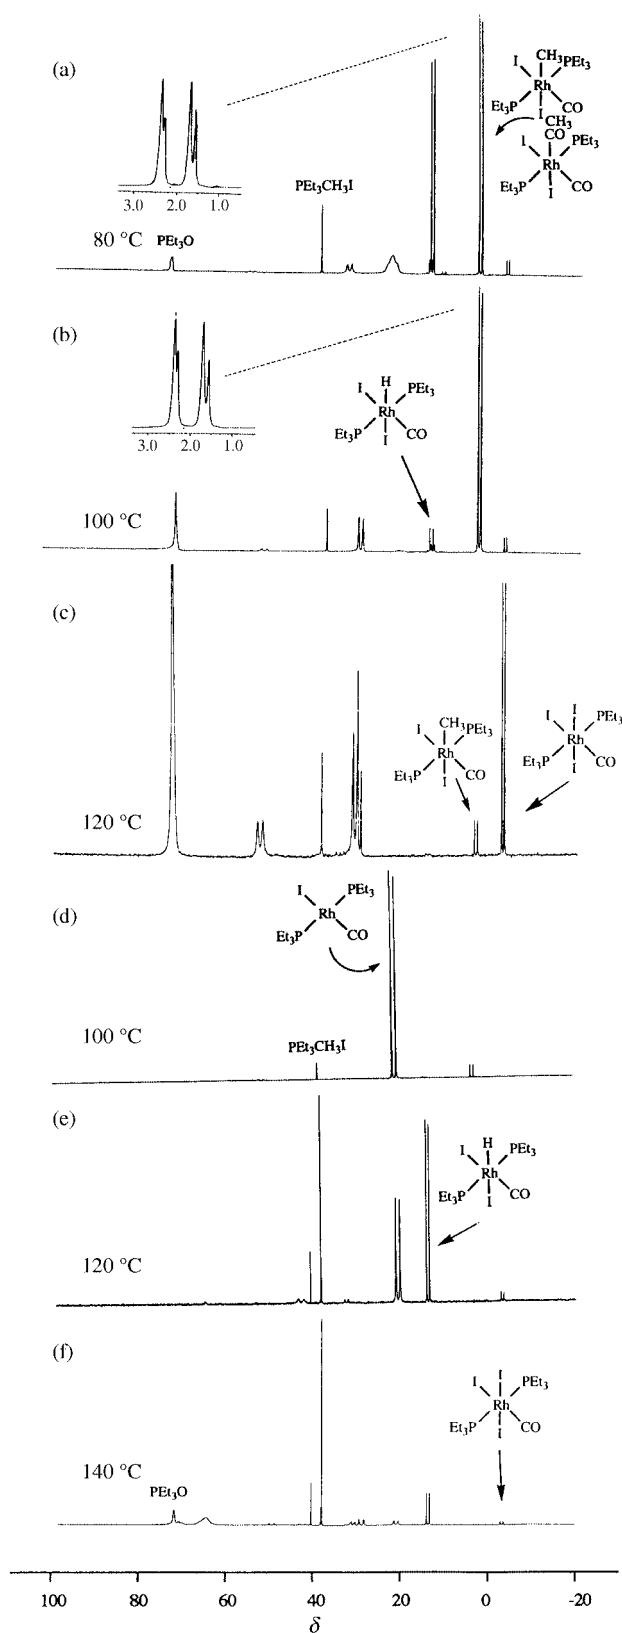 (a)
CH₃
I
PEt₃
Rh
Et₃P
CO
I
CH₃
CO
I
PEt₃
Rh
Et₃P
CO
I
3.0 2.0 1.0
PEt₃CH₃I
80 °C
PEt₃O
(b)
3.0 2.0 1.0
H
I
PEt₃
Rh
Et₃P
CO
I
100 °C
(c)
CH₃
I
PEt₃
Rh
Et₃P
CO
I
I
I
PEt₃
Rh
Et₃P
CO
I
120 °C
(d)
I
PEt₃
Rh
Et₃P
CO
100 °C
PEt₃CH₃I
(e)
H
I
PEt₃
Rh
Et₃P
CO
I
120 °C
(f)
I
I
PEt₃
Rh
Et₃P
CO
I
140 °C
PEt₃O
100 80 60 40 20 0 -20
δ